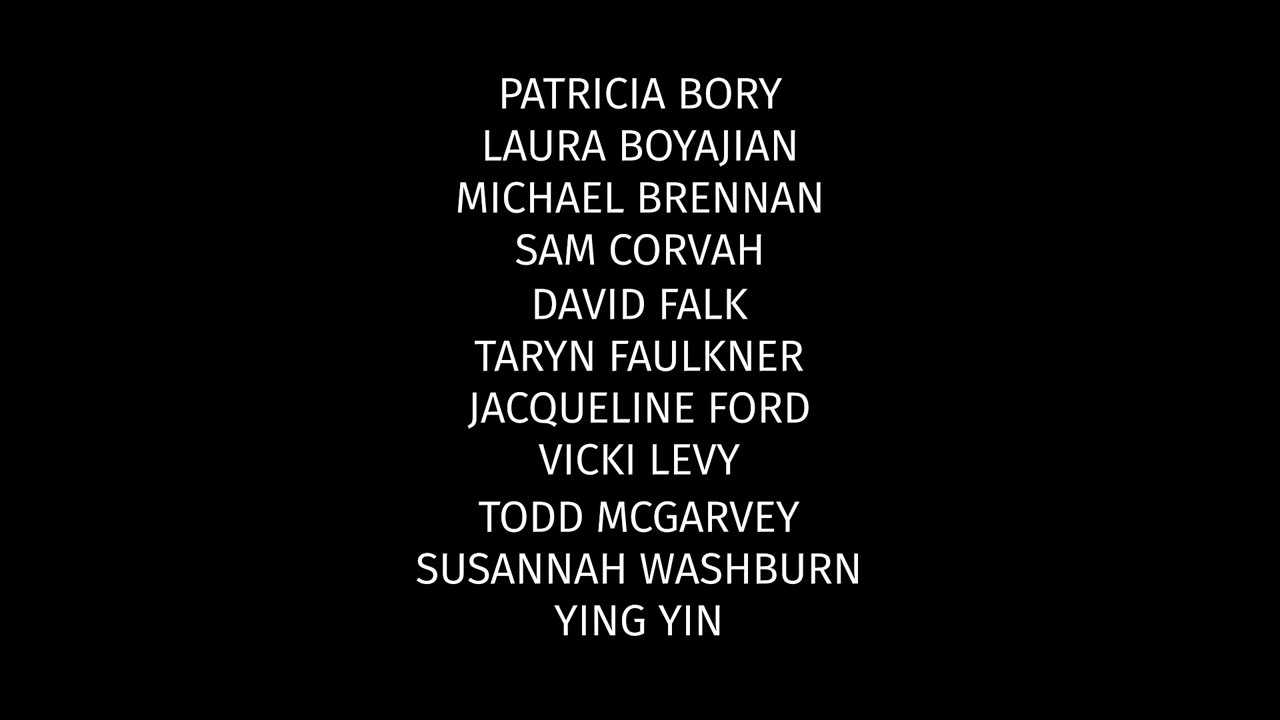 PATRICIA BORY
LAURA BOYAJIAN
MICHAEL BRENNAN
SAM CORVAH
DAVID FALK
TARYN FAULKNER
JACQUELINE FORD
VICKI LEVY
TODD MCGARVEY
SUSANNAH WASHBURN
YING YIN